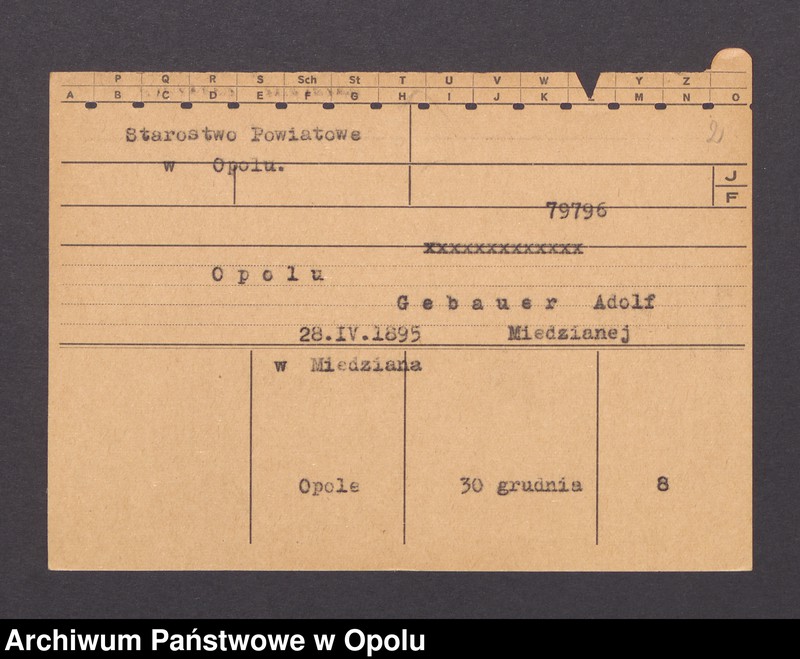 P Q R S Sch St T U V W Y Z
A B C D E F G H I J K L M N O
Starostwo Powiatowe
2)
w Opolu.
J
F
79796
xxxxxxxxxxxxx
Opolu
Gebauer Adolf
28.IV.1895 Miedzianej
w Miedziana
Opole 30 grudnia 8
Archiwum Państwowe w Opolu